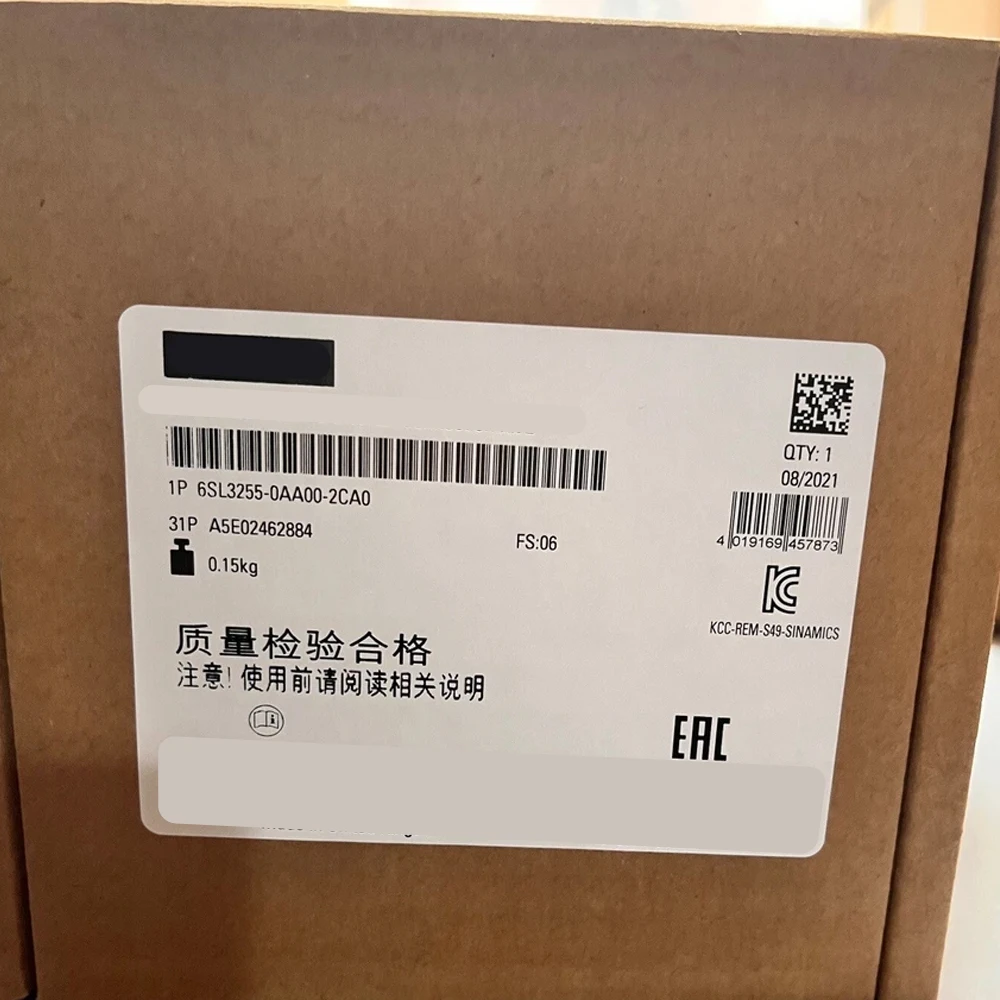 QTY: 1
08/2021
1P 6SL3255-0AA00-2CA0
31P A5E02462884
FS:06
4 019169 457873
0.15kg
KCC-REM-S49-SINAMICS
质量检验合格
注意! 使用前请阅读相关说明
EAC